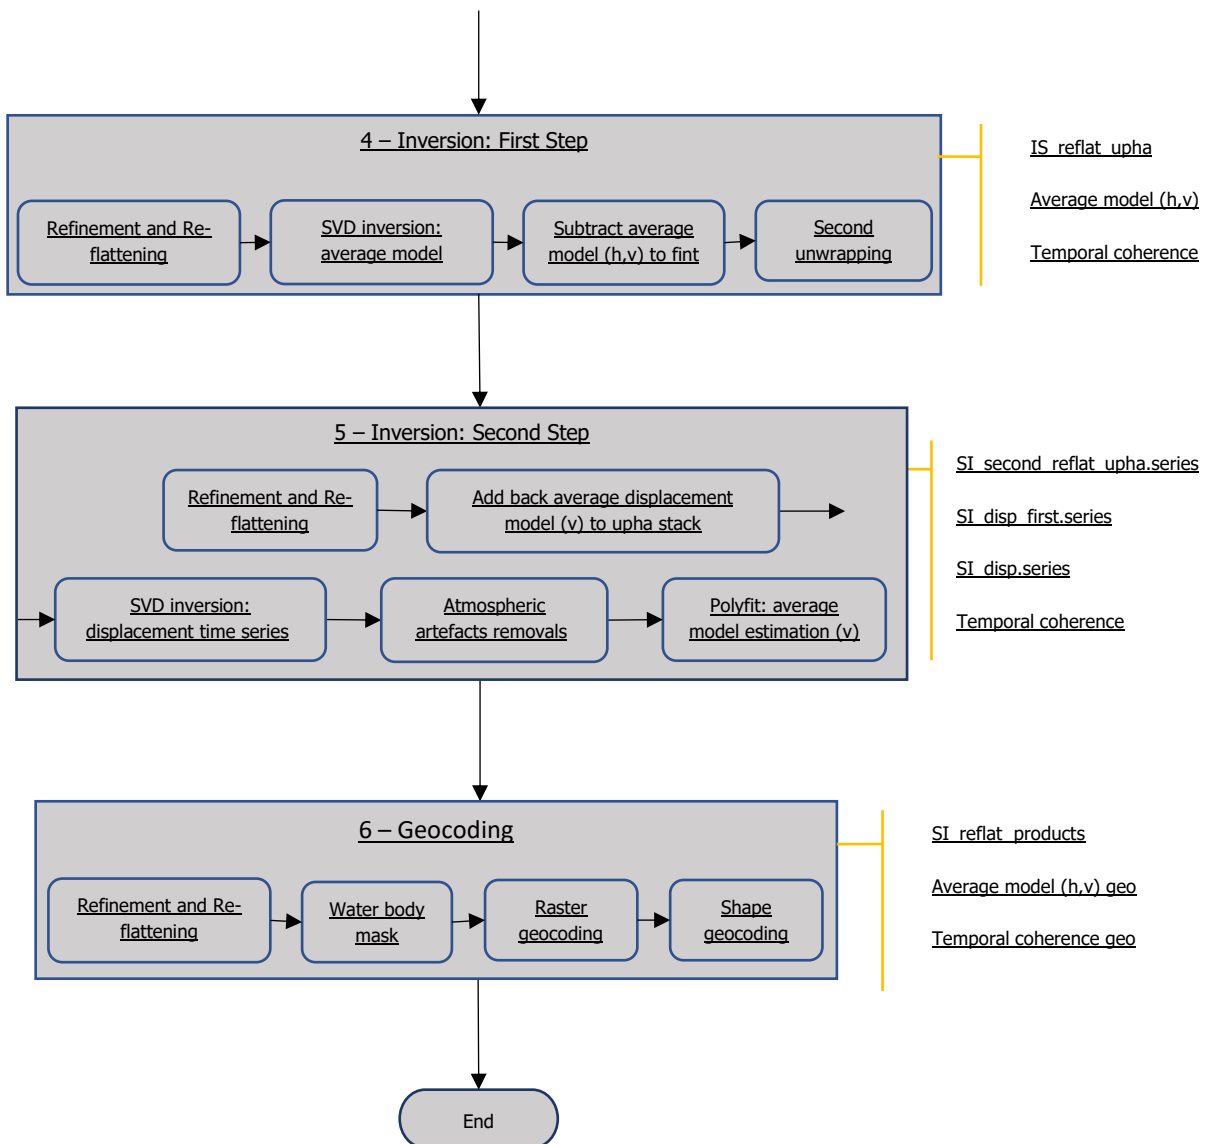 4 – Inversion: First Step
Refinement and Re-
flattening
SVD inversion:
average model
Subtract average
model (h,v) to fint
Second
unwrapping
IS_reflat_upha
Average model (h,v)
Temporal coherence
5 – Inversion: Second Step
Refinement and Re-
flattening
Add back average displacement
model (v) to upha stack
SVD inversion:
displacement time series
Atmospheric
artefacts removals
Polyfit: average
model estimation (v)
SI_second_reflat_upha.series
SI_disp_first.series
SI_disp.series
Temporal coherence
6 – Geocoding
Refinement and Re-
flattening
Water body
mask
Raster
geocoding
Shape
geocoding
SI_reflat_products
Average model (h,v) geo
Temporal coherence geo
End